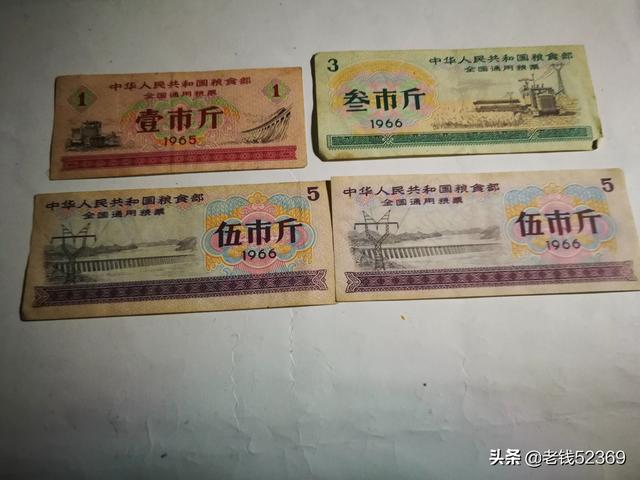 中华人民共和国粮食部
全国通用粮票
1
1
壹市斤
1965
3
中华人民共和国粮食部
全国通用粮票
叁市斤
1966
5
中华人民共和国粮食部
全国通用粮票
伍市斤
1966
5
中华人民共和国粮食部
全国通用粮票
伍市斤
1966
头条 @老钱52369